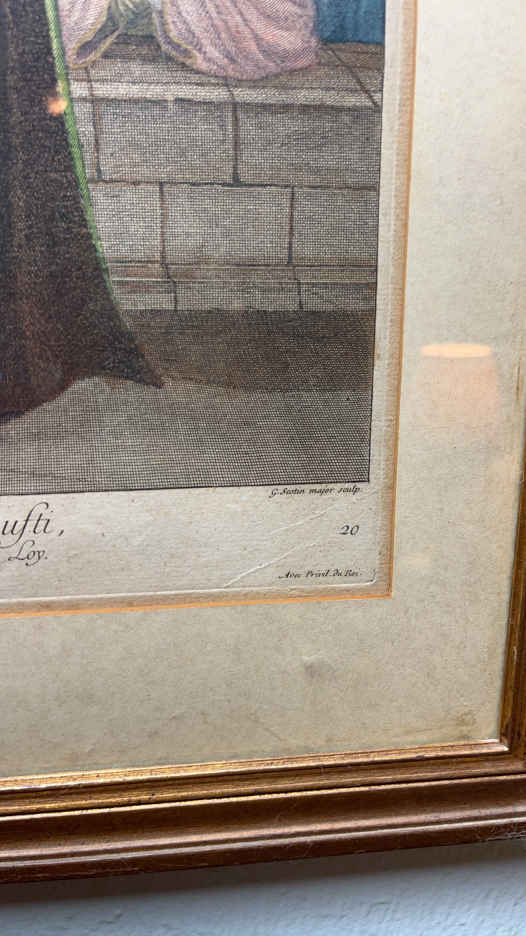 G. Scotin major sculp.
ufti,
20
Loy.
Avec Privil. du Roi.